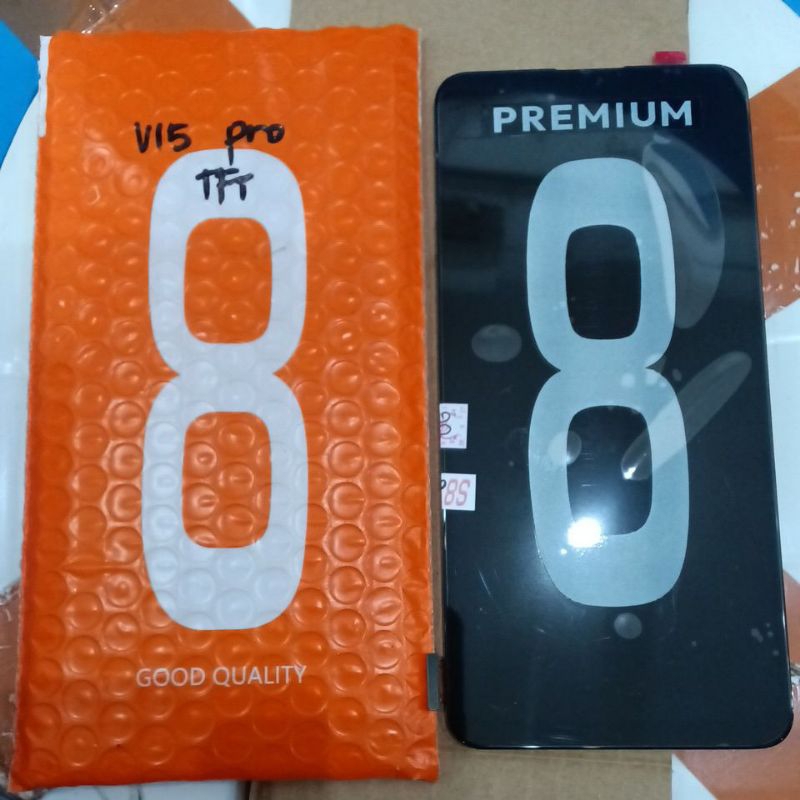 V15 pro
TFT
8
GOOD QUALITY
PREMIUM
8